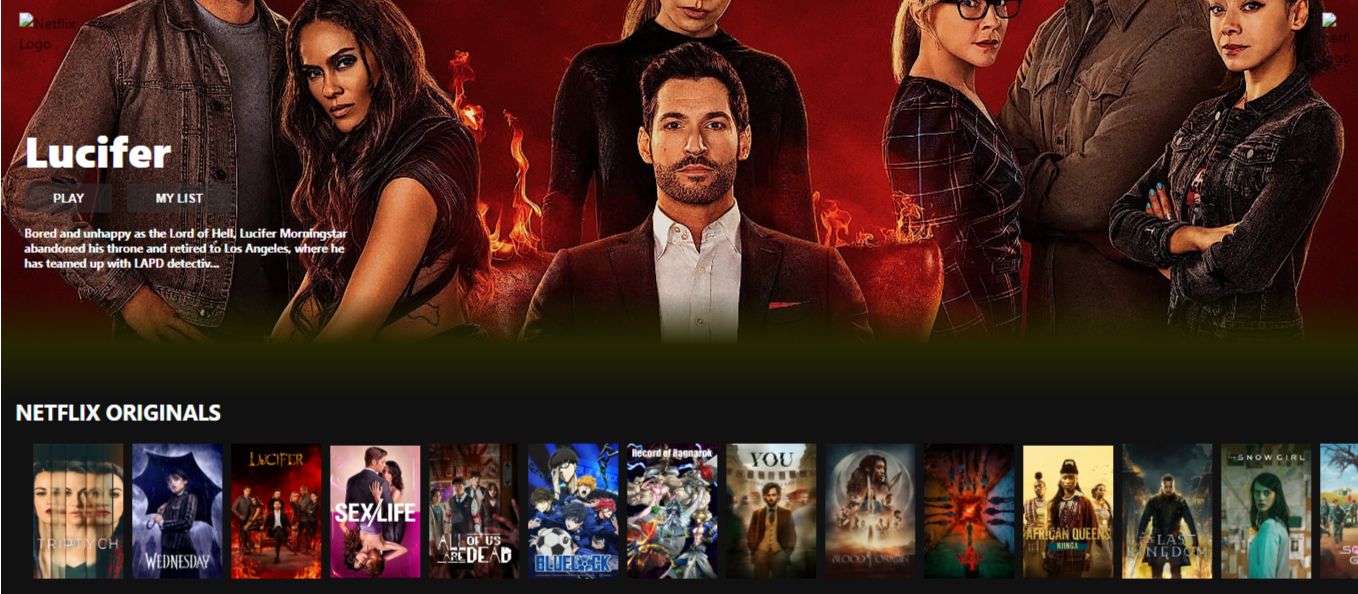 Netflix
Logo
Netflix
Logo
Lucifer
PLAY
MY LIST
Bored and unhappy as the Lord of Hell, Lucifer Morningstar
abandoned his throne and retired to Los Angeles, where he
has teamed up with LAPD detectiv...
NETFLIX ORIGINALS
TRIPTYCH
WEDNESDAY
LUCIFER
SEX/LIFE
ALL OF US
ARE DEAD
BLUELOCK
Record of Ragnarok
YOU
BLOOD ORIGIN
4
AFRICAN QUEENS
NJINGA
THE LAST
KINGDOM
THE SNOW GIRL